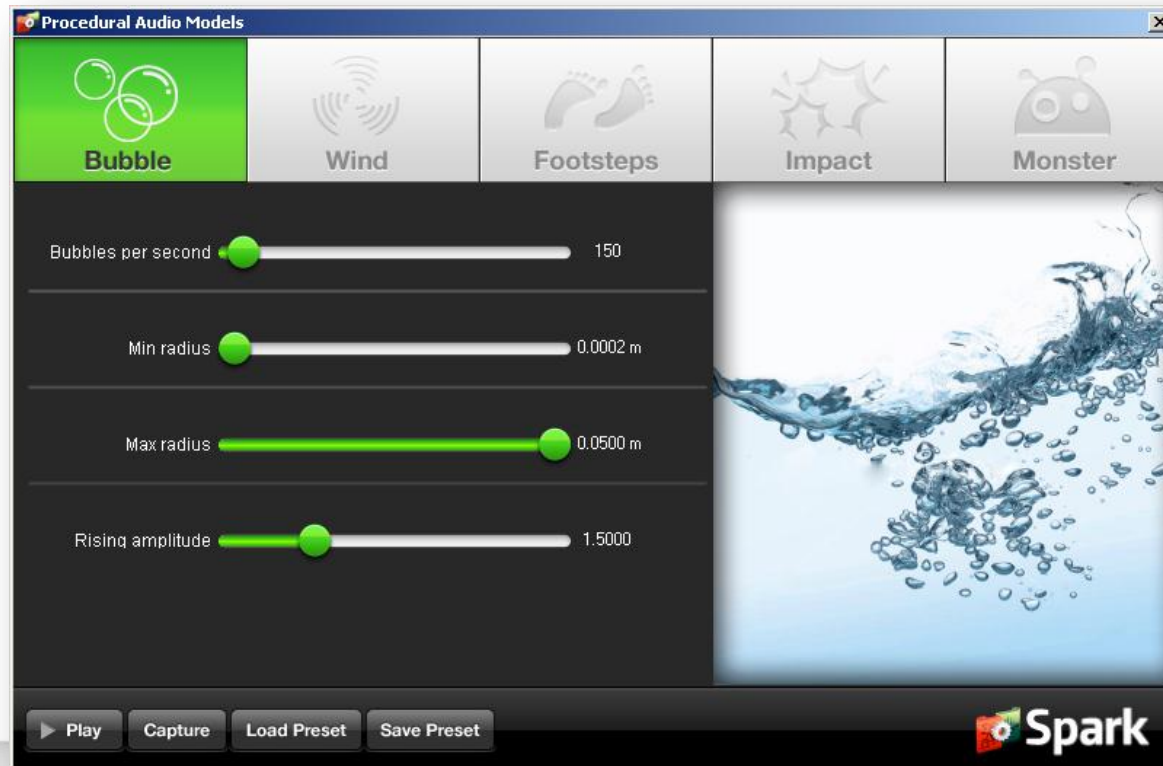 Procedural Audio Models
Bubble Wind Footsteps Impact Monster
Bubbles per second 150
Min radius 0.0002 m
Max radius 0.0500 m
Rising amplitude 1.5000
Play Capture Load Preset Save Preset
Spark